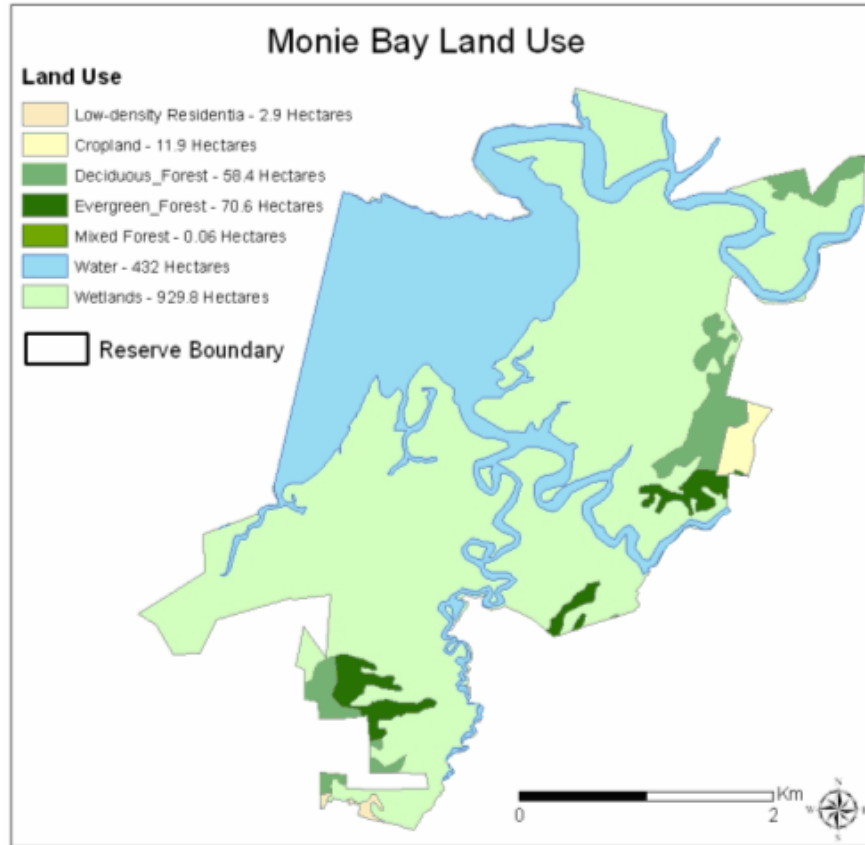 Monie Bay Land Use
Land Use
Low-density Residentia - 2.9 Hectares
Cropland - 11.9 Hectares
Deciduous_Forest - 58.4 Hectares
Evergreen_Forest - 70.6 Hectares
Mixed Forest - 0.06 Hectares
Water - 432 Hectares
Wetlands - 929.8 Hectares
Reserve Boundary
Km
0 2
N
W E
S